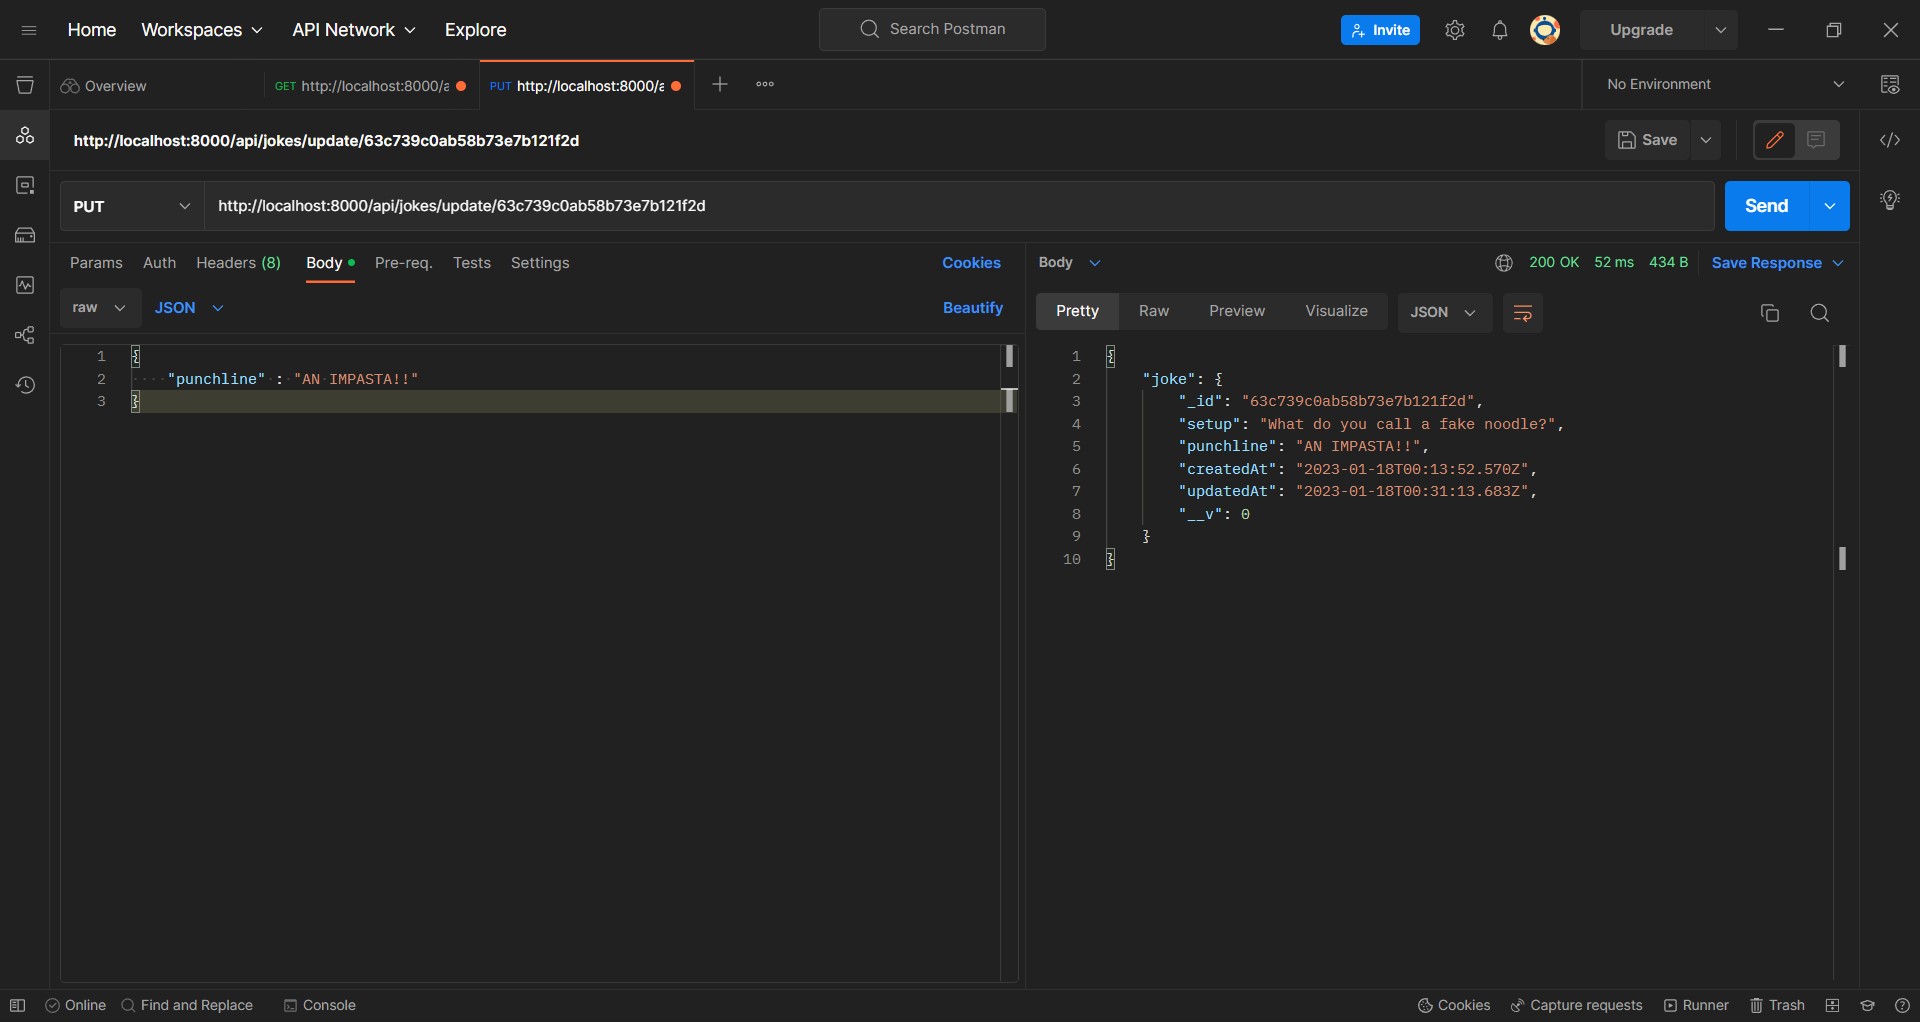 Home Workspaces API Network Explore Search Postman Invite Upgrade
Overview GET http://localhost:8000/a PUT http://localhost:8000/a No Environment
http://localhost:8000/api/jokes/update/63c739c0ab58b73e7b121f2d Save
PUT http://localhost:8000/api/jokes/update/63c739c0ab58b73e7b121f2d Send
Params Auth Headers (8) Body Pre-req. Tests Settings Cookies
raw JSON Beautify
1 {
2 "punchline" : "AN IMPASTA!!"
3 }
Body 200 OK 52 ms 434 B Save Response
Pretty Raw Preview Visualize JSON
1 {
2 "joke": {
3 "_id": "63c739c0ab58b73e7b121f2d",
4 "setup": "What do you call a fake noodle?",
5 "punchline": "AN IMPASTA!!",
6 "createdAt": "2023-01-18T00:13:52.570Z",
7 "updatedAt": "2023-01-18T00:31:13.683Z",
8 "__v": 0
9 }
10 }
Online Find and Replace Console Cookies Capture requests Runner Trash